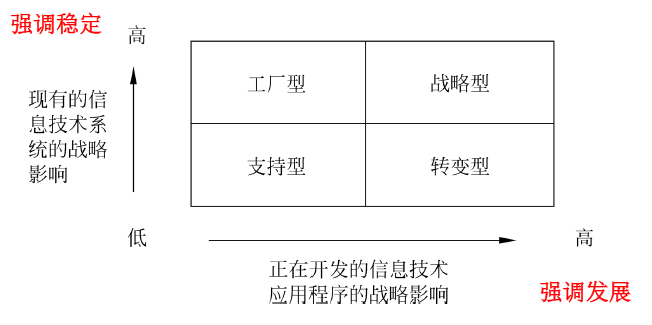 强调稳定
高
现有的信
息技术系
统的战略
影响
工厂型
战略型
支持型
转变型
低
高
正在开发的信息技术
应用程序的战略影响
强调发展